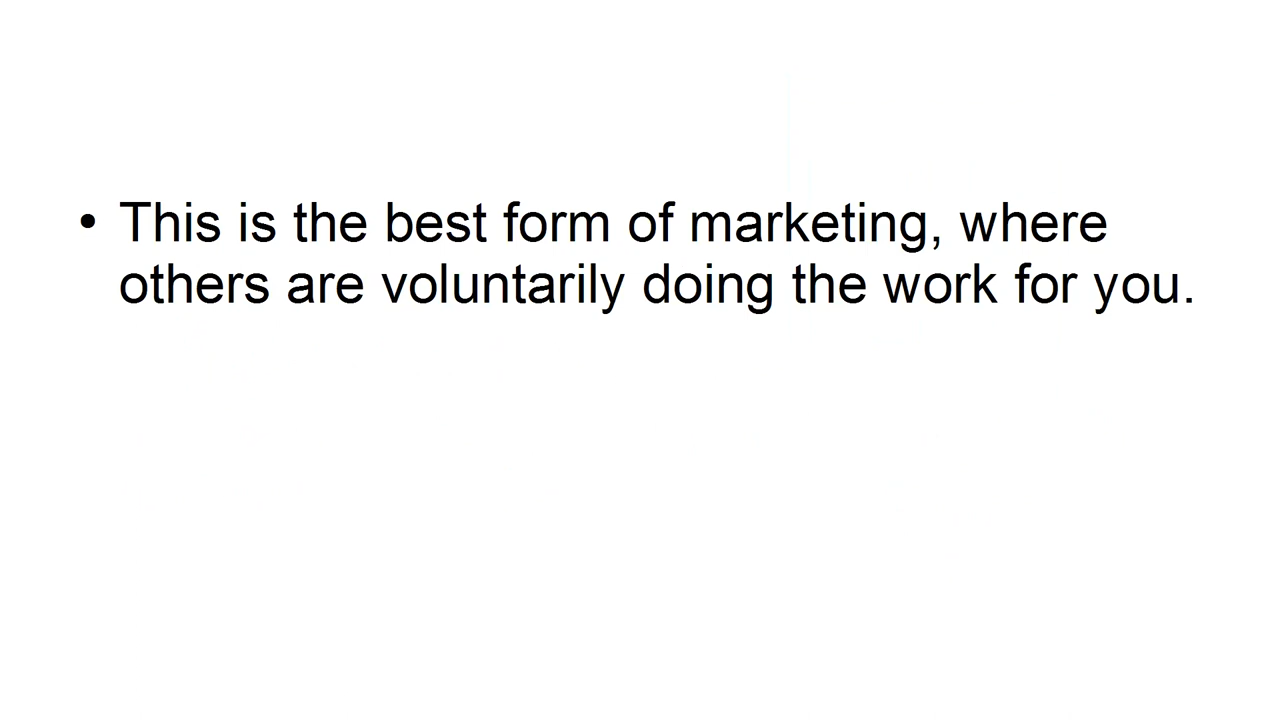 • This is the best form of marketing, where
others are voluntarily doing the work for you.